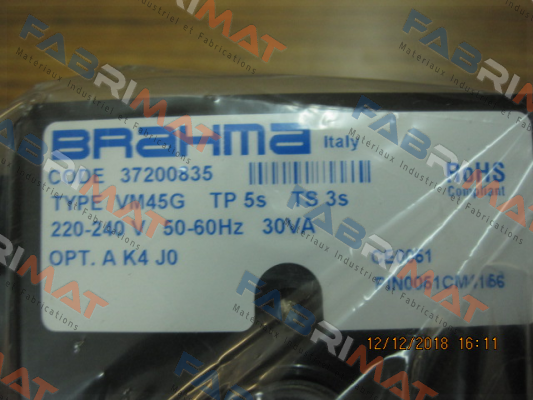 BRAHMA Italy
CODE 37200835
RoHS
Compliant
TYPE VM45G TP 5s TS 3s
220-240 V 50-60Hz 30VA
OPT. A K4 J0
CE0061
12/12/2018 16:11
FABRIMAT
Materiaux Industriels et Fabrications